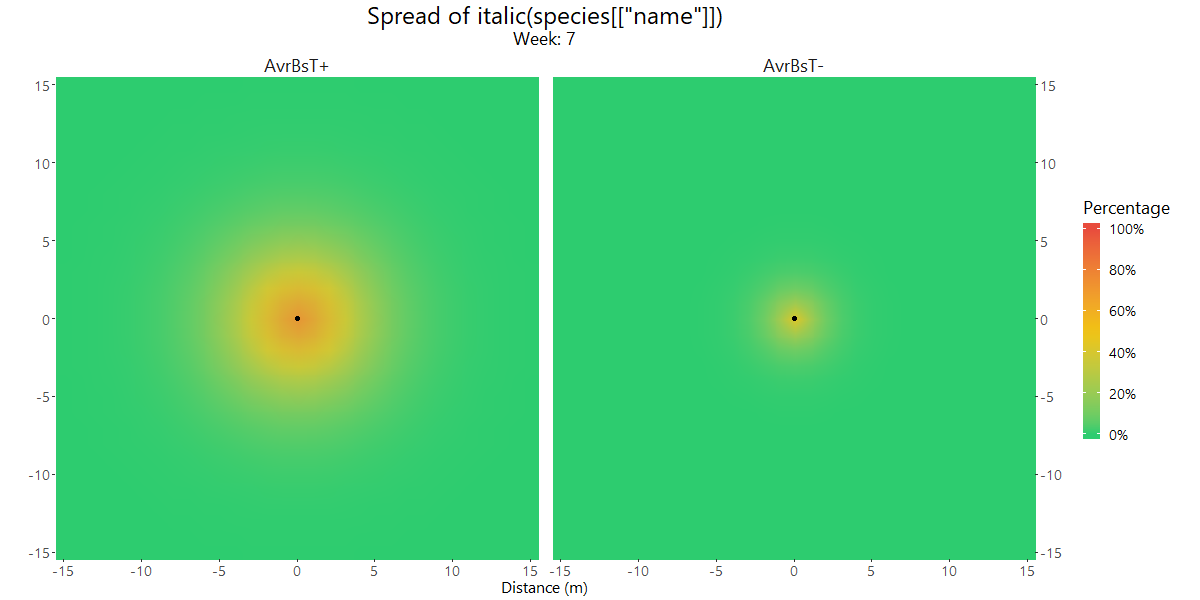 Spread of italic(species[["name"]])
Week: 7
AvrBsT+
AvrBsT-
15
10
5
0
-5
-10
-15
15
10
5
0
-5
-10
-15
-15 -10 -5 0 5 10 15
-15 -10 -5 0 5 10 15
Distance (m)
Percentage
100%
80%
60%
40%
20%
0%